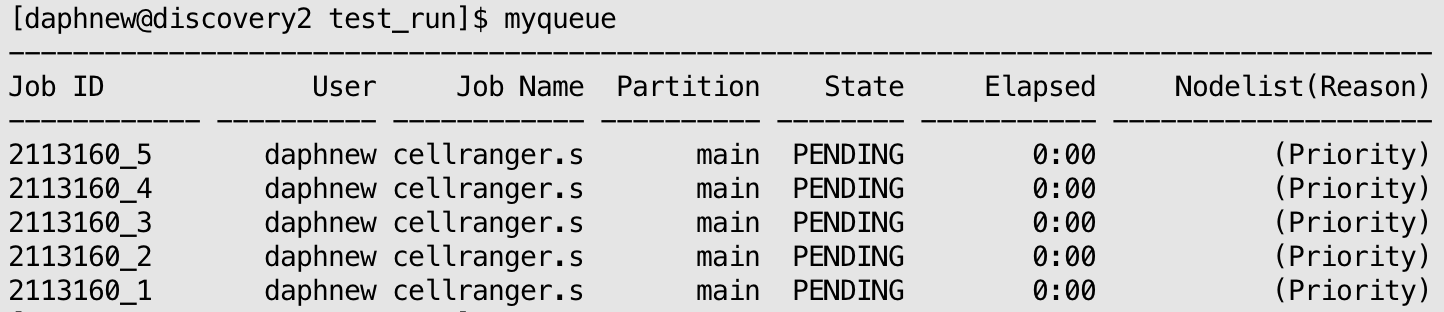 [daphnew@discovery2 test_run]$ myqueue
--------------------------------------------------------------------------------
Job ID User Job Name Partition State Elapsed Nodelist(Reason)
------------ ---------- ------------ ---------- -------- ----------- --------------------
2113160_5 daphnew cellranger.s main PENDING 0:00 (Priority)
2113160_4 daphnew cellranger.s main PENDING 0:00 (Priority)
2113160_3 daphnew cellranger.s main PENDING 0:00 (Priority)
2113160_2 daphnew cellranger.s main PENDING 0:00 (Priority)
2113160_1 daphnew cellranger.s main PENDING 0:00 (Priority)